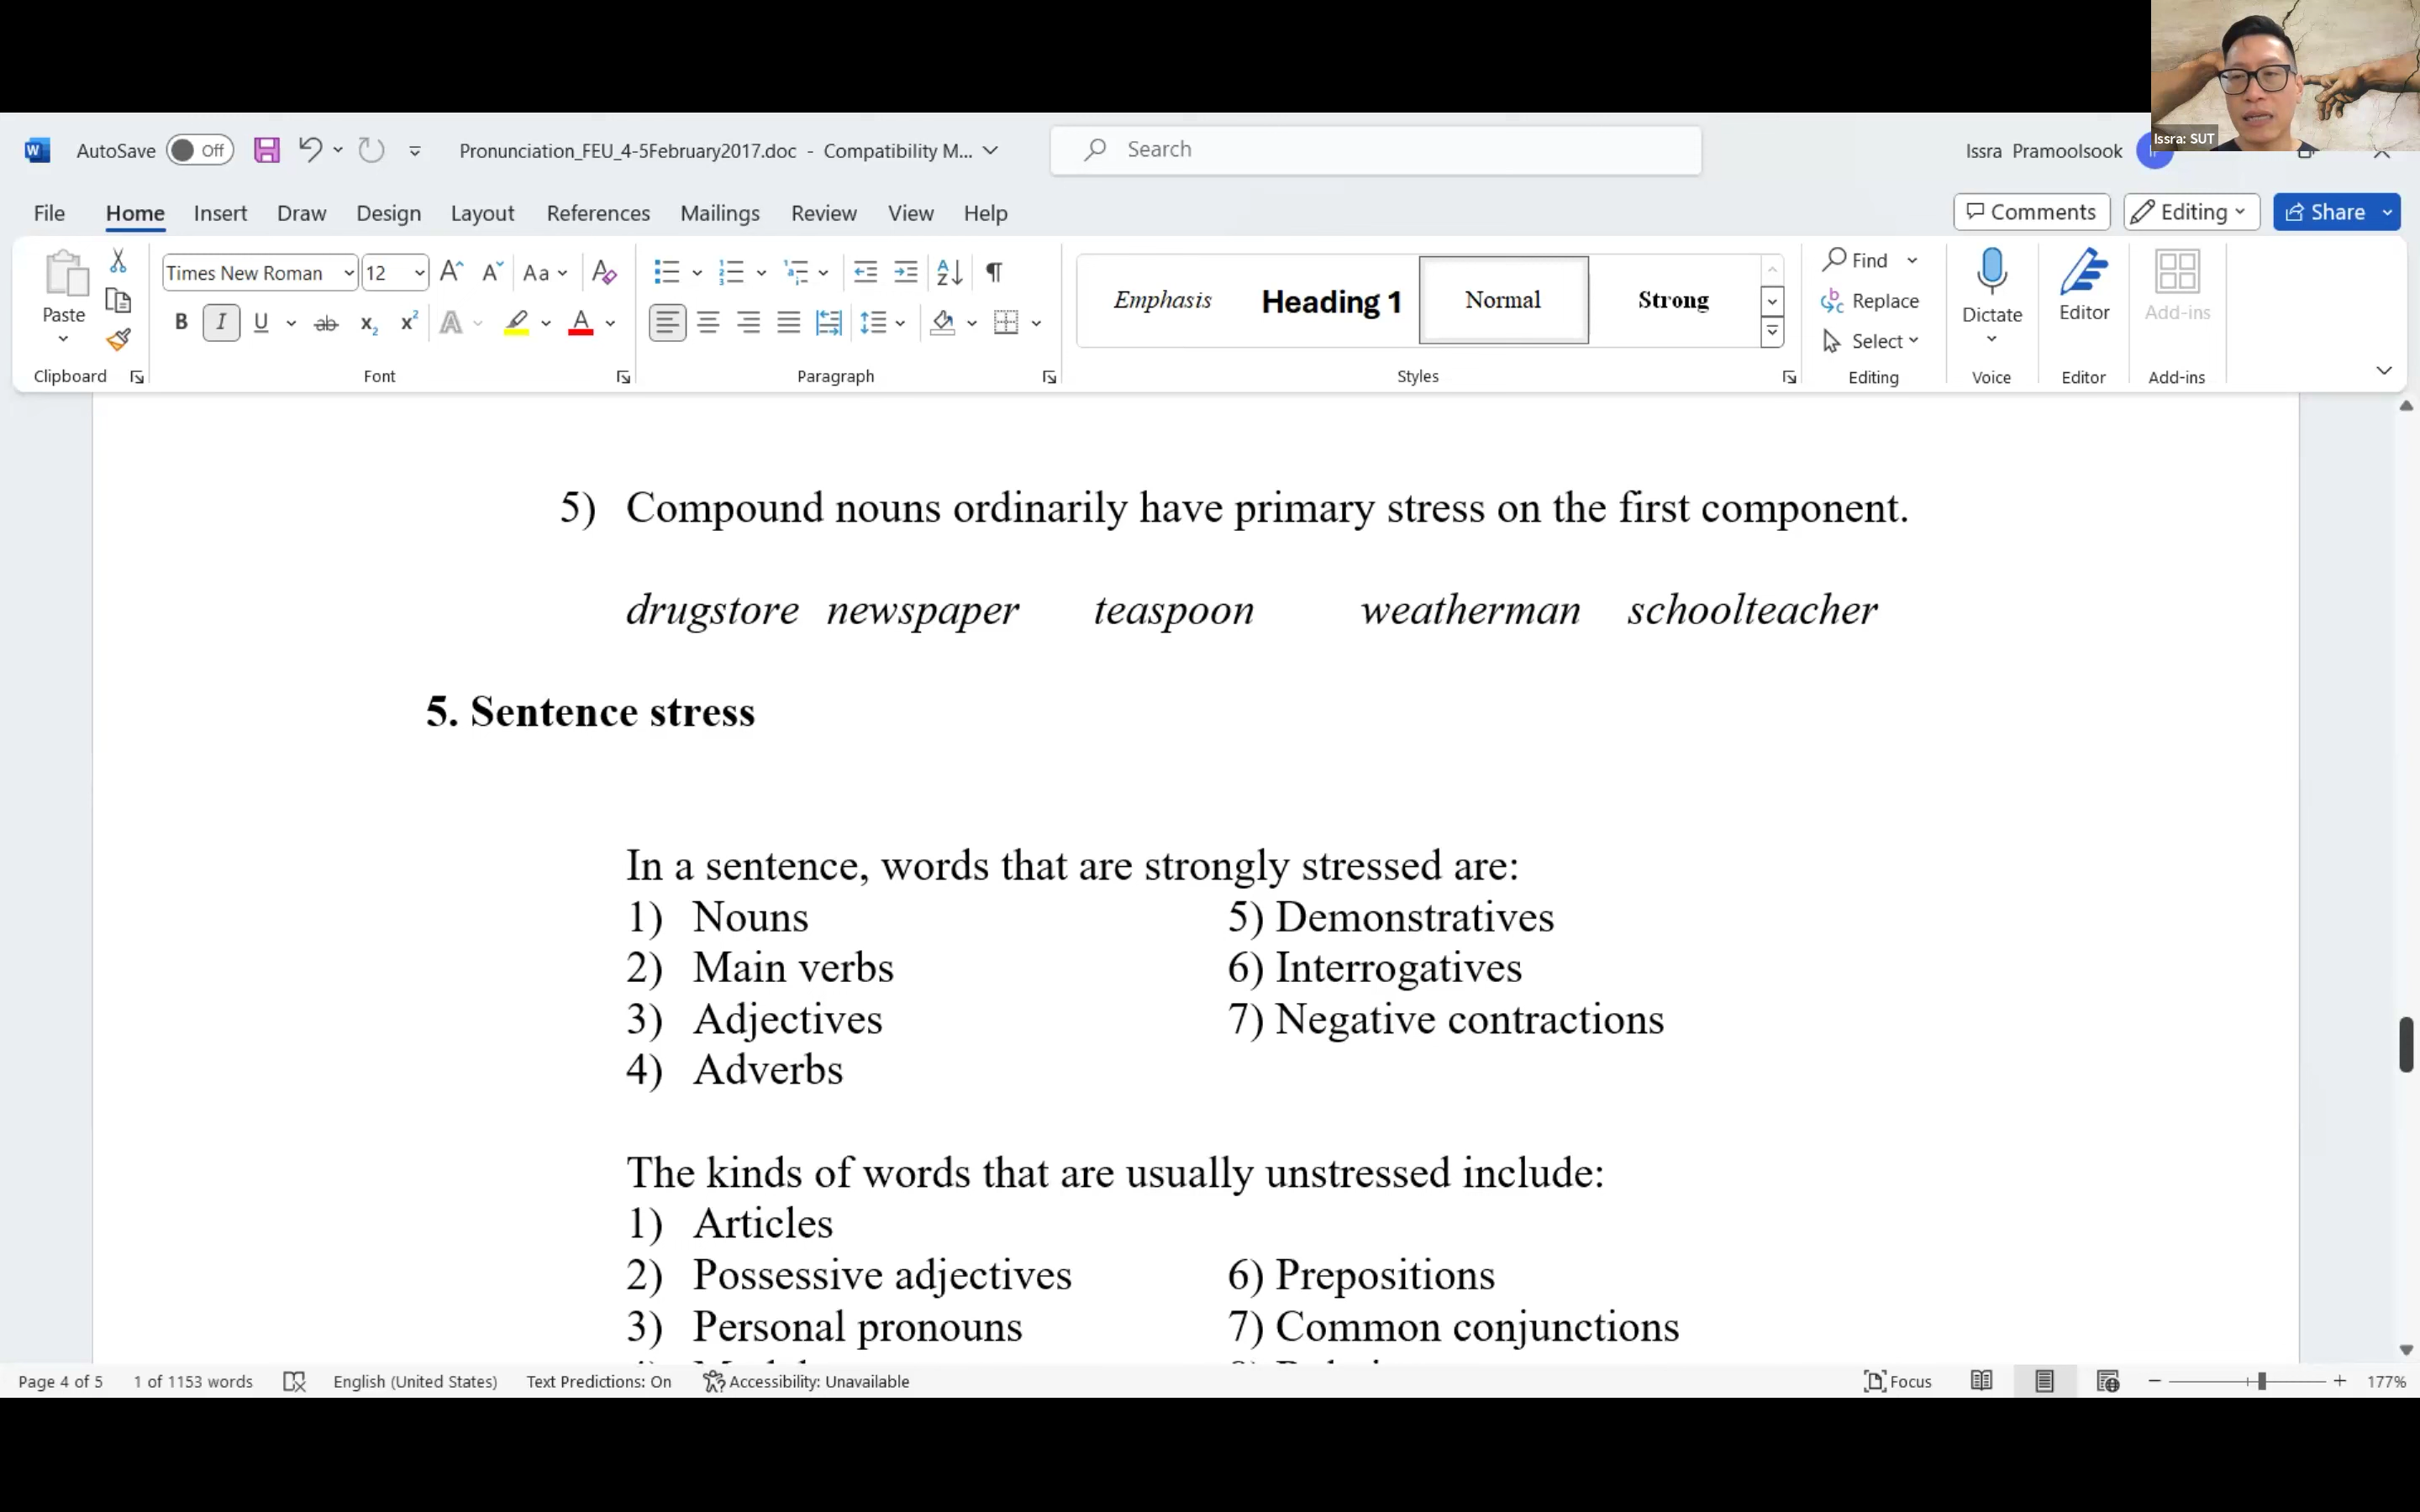 Issra: SUT
AutoSave Off Pronunciation_FEU_4-5February2017.doc - Compatibility M... Search Issra Pramoolsook
File Home Insert Draw Design Layout References Mailings Review View Help Comments Editing Share
Paste
Clipboard
Times New Roman 12
Font
Paragraph
Emphasis Heading 1 Normal Strong
Styles
Find
Replace
Select
Editing
Dictate
Voice
Editor
Editor
Add-ins
Add-ins
5) Compound nouns ordinarily have primary stress on the first component.
drugstore newspaper teaspoon weatherman schoolteacher
5. Sentence stress
In a sentence, words that are strongly stressed are:
1) Nouns 5) Demonstratives
2) Main verbs 6) Interrogatives
3) Adjectives 7) Negative contractions
4) Adverbs
The kinds of words that are usually unstressed include:
1) Articles
2) Possessive adjectives 6) Prepositions
3) Personal pronouns 7) Common conjunctions
Page 4 of 5 1 of 1153 words English (United States) Text Predictions: On Accessibility: Unavailable Focus 177%